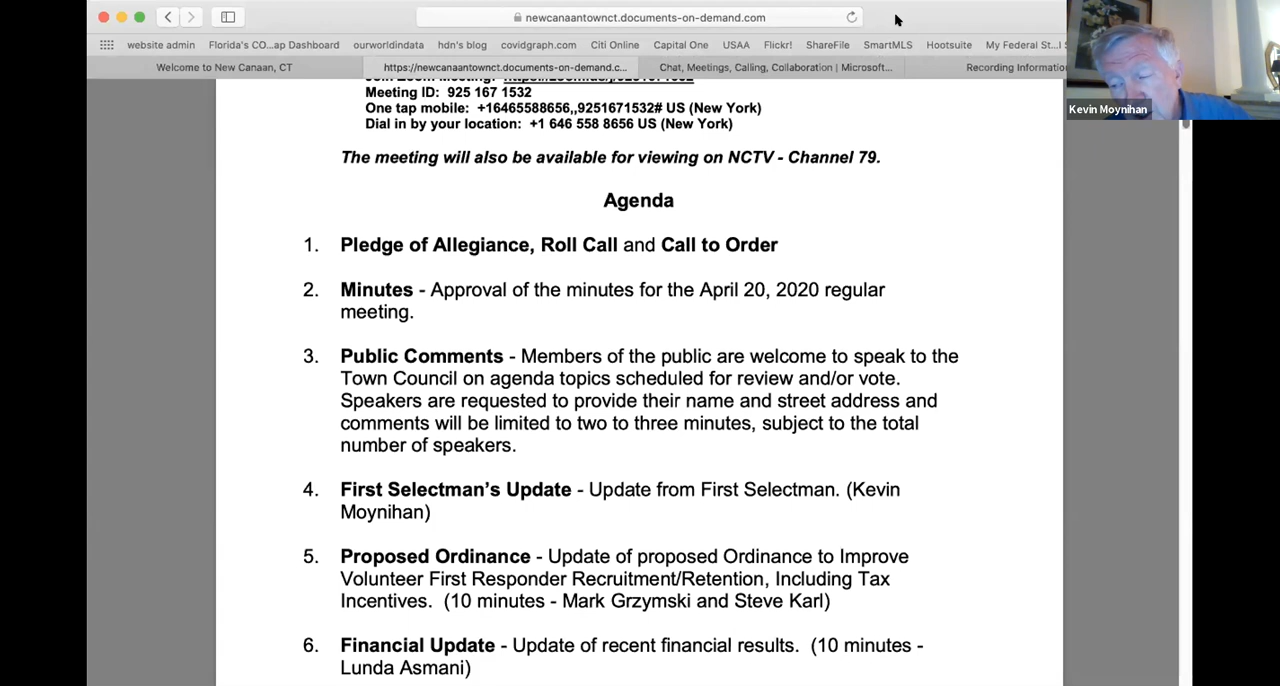 newcanaantownct.documents-on-demand.com
website admin Florida's CO...ap Dashboard ourworldindata hdn's blog covidgraph.com Citi Online Capital One USAA Flickr! ShareFile SmartMLS Hootsuite My Federal St...l
Welcome to New Canaan, CT https://newcanaantownct.documents-on-demand.c... Chat, Meetings, Calling, Collaboration | Microsoft... Recording Informatio
Kevin Moynihan
Join Zoom Meeting:
Meeting ID: 925 167 1532
One tap mobile: +16465588656,,9251671532# US (New York)
Dial in by your location: +1 646 558 8656 US (New York)
The meeting will also be available for viewing on NCTV - Channel 79.
Agenda
1. Pledge of Allegiance, Roll Call and Call to Order
2. Minutes - Approval of the minutes for the April 20, 2020 regular
meeting.
3. Public Comments - Members of the public are welcome to speak to the
Town Council on agenda topics scheduled for review and/or vote.
Speakers are requested to provide their name and street address and
comments will be limited to two to three minutes, subject to the total
number of speakers.
4. First Selectman's Update - Update from First Selectman. (Kevin
Moynihan)
5. Proposed Ordinance - Update of proposed Ordinance to Improve
Volunteer First Responder Recruitment/Retention, Including Tax
Incentives. (10 minutes - Mark Grzymski and Steve Karl)
6. Financial Update - Update of recent financial results. (10 minutes -
Lunda Asmani)